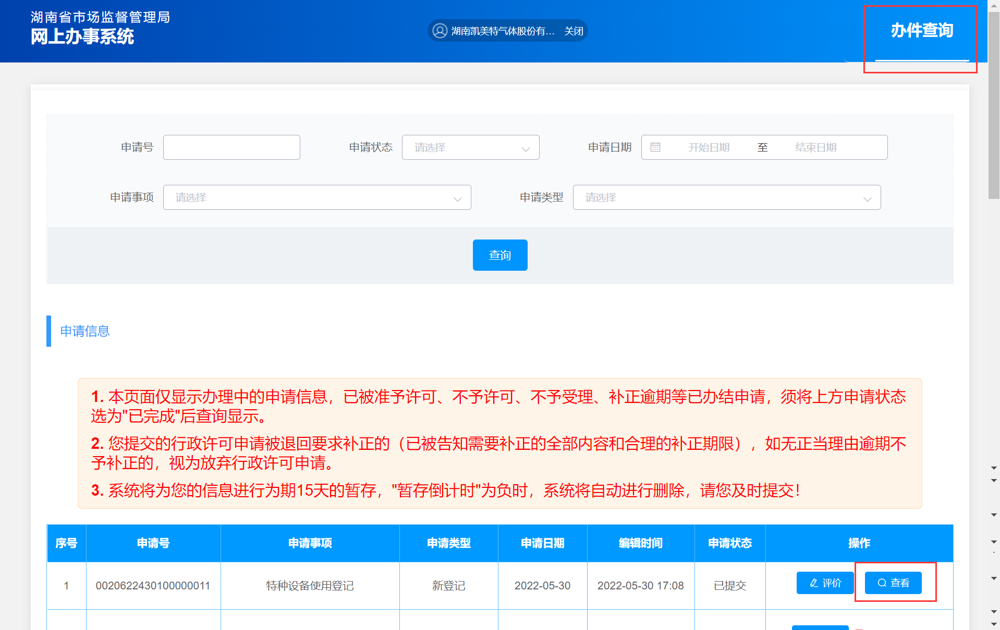 湖南省市场监督管理局
网上办事系统
湖南凯美特气体股份有... 关闭
办件查询
申请号
申请状态 请选择
申请日期 开始日期 至 结束日期
申请事项 请选择
申请类型 请选择
查询
申请信息
1. 本页面仅显示办理中的申请信息，已被准予许可、不予许可、不予受理、补正逾期等已办结申请，须将上方申请状态
选为"已完成"后查询显示。
2. 您提交的行政许可申请被退回要求补正的（已被告知需要补正的全部内容和合理的补正期限），如无正当理由逾期不
予补正的，视为放弃行政许可申请。
3. 系统将为您的信息进行为期15天的暂存，"暂存倒计时"为负时，系统将自动进行删除，请您及时提交！
序号 申请号 申请事项 申请类型 申请日期 编辑时间 申请状态 操作
1 0020622430100000011 特种设备使用登记 新登记 2022-05-30 2022-05-30 17:08 已提交 评价 查看